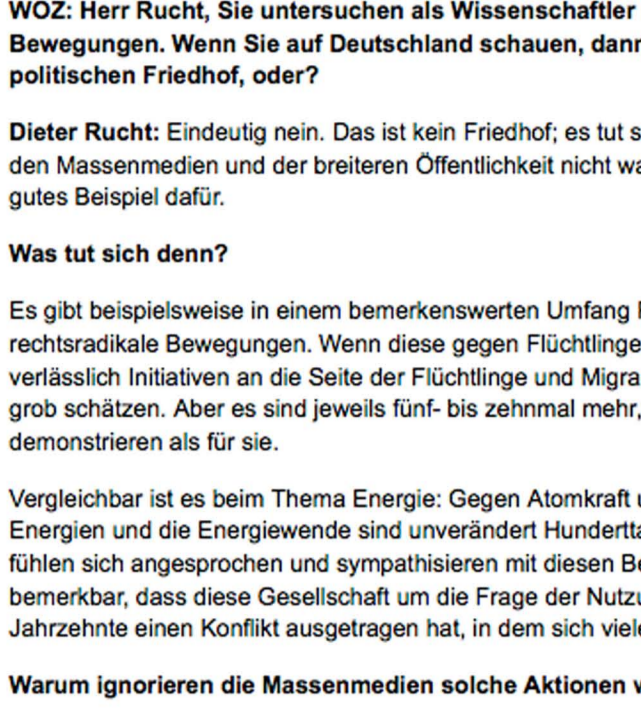 WOZ: Herr Rucht, Sie untersuchen als Wissenschaftler
Bewegungen. Wenn Sie auf Deutschland schauen, dann
politischen Friedhof, oder?
Dieter Rucht: Eindeutig nein. Das ist kein Friedhof; es tut s
den Massenmedien und der breiteren Öffentlichkeit nicht wa
gutes Beispiel dafür.
Was tut sich denn?
Es gibt beispielsweise in einem bemerkenswerten Umfang
rechtsradikale Bewegungen. Wenn diese gegen Flüchtlinge
verlässlich Initiativen an die Seite der Flüchtlinge und Migra
grob schätzen. Aber es sind jeweils fünf- bis zehnmal mehr,
demonstrieren als für sie.
Vergleichbar ist es beim Thema Energie: Gegen Atomkraft u
Energien und die Energiewende sind unverändert Hundertta
fühlen sich angesprochen und sympathisieren mit diesen Be
bemerkbar, dass diese Gesellschaft um die Frage der Nutzu
Jahrzehnte einen Konflikt ausgetragen hat, in dem sich viele
Warum ignorieren die Massenmedien solche Aktionen